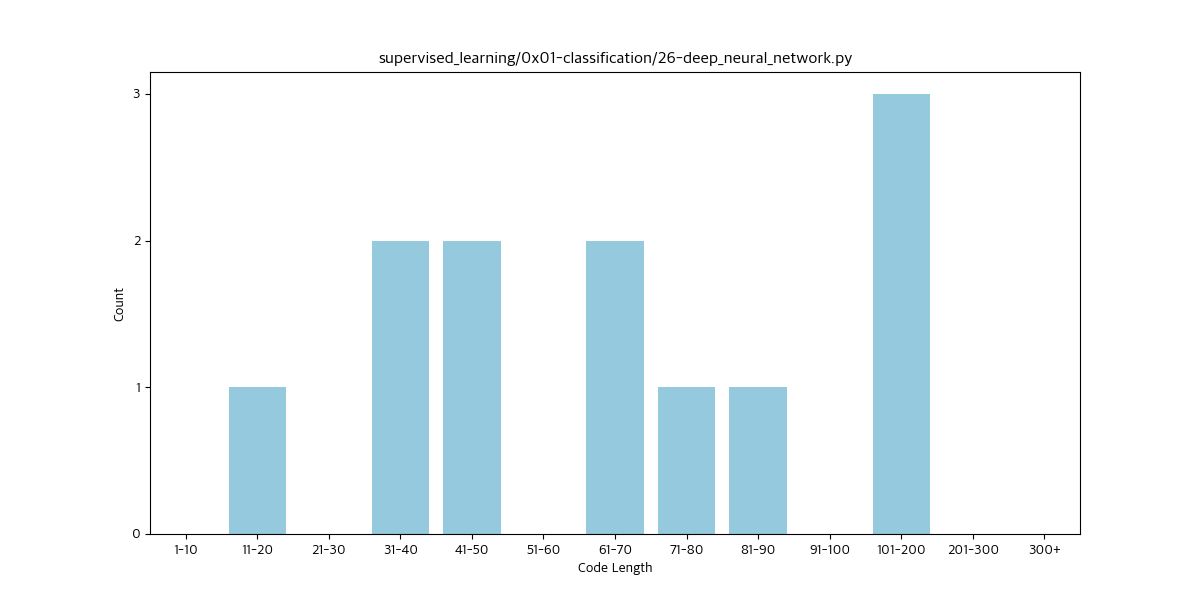 supervised_learning/0x01-classification/26-deep_neural_network.py
3
2
1
0
Count
1-10 11-20 21-30 31-40 41-50 51-60 61-70 71-80 81-90 91-100 101-200 201-300 300+
Code Length